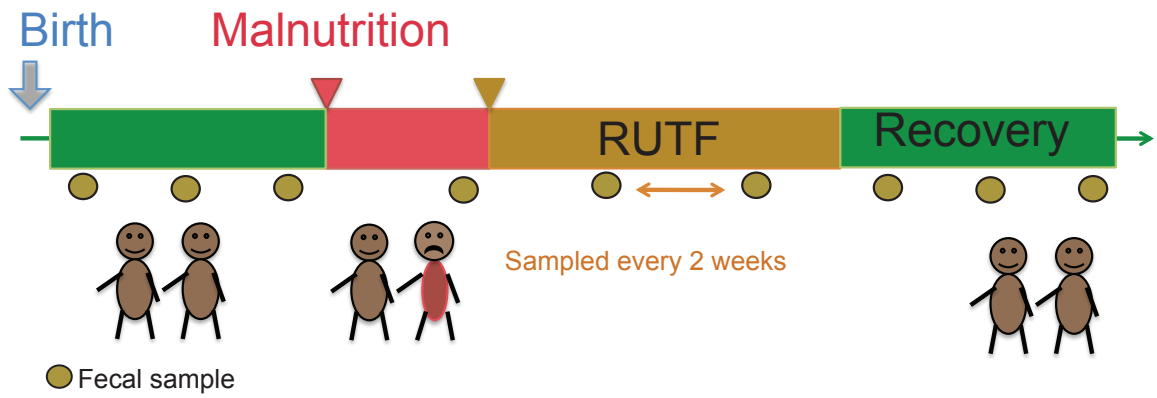 Birth
Malnutrition
RUTF
Recovery
Sampled every 2 weeks
Fecal sample